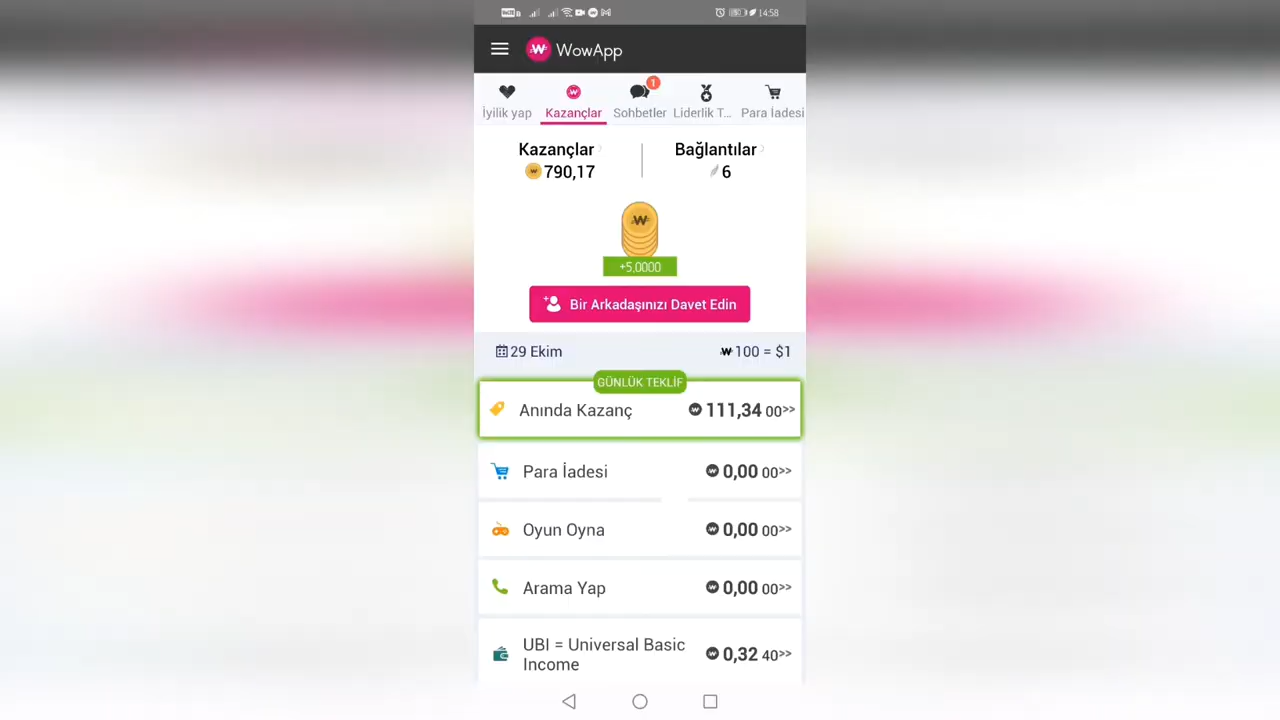 14:58
WowApp
1
İyilik yap Kazançlar Sohbetler Liderlik T... Para İadesi
Kazançlar Bağlantılar
790,17 6
W
+5,0000
Bir Arkadaşınızı Davet Edin
29 Ekim W100 = $1
GÜNLÜK TEKLİF
Anında Kazanç 111,34 00>>
Para İadesi 0,00 00>>
Oyun Oyna 0,00 00>>
Arama Yap 0,00 00>>
UBI = Universal Basic
Income 0,32 40>>